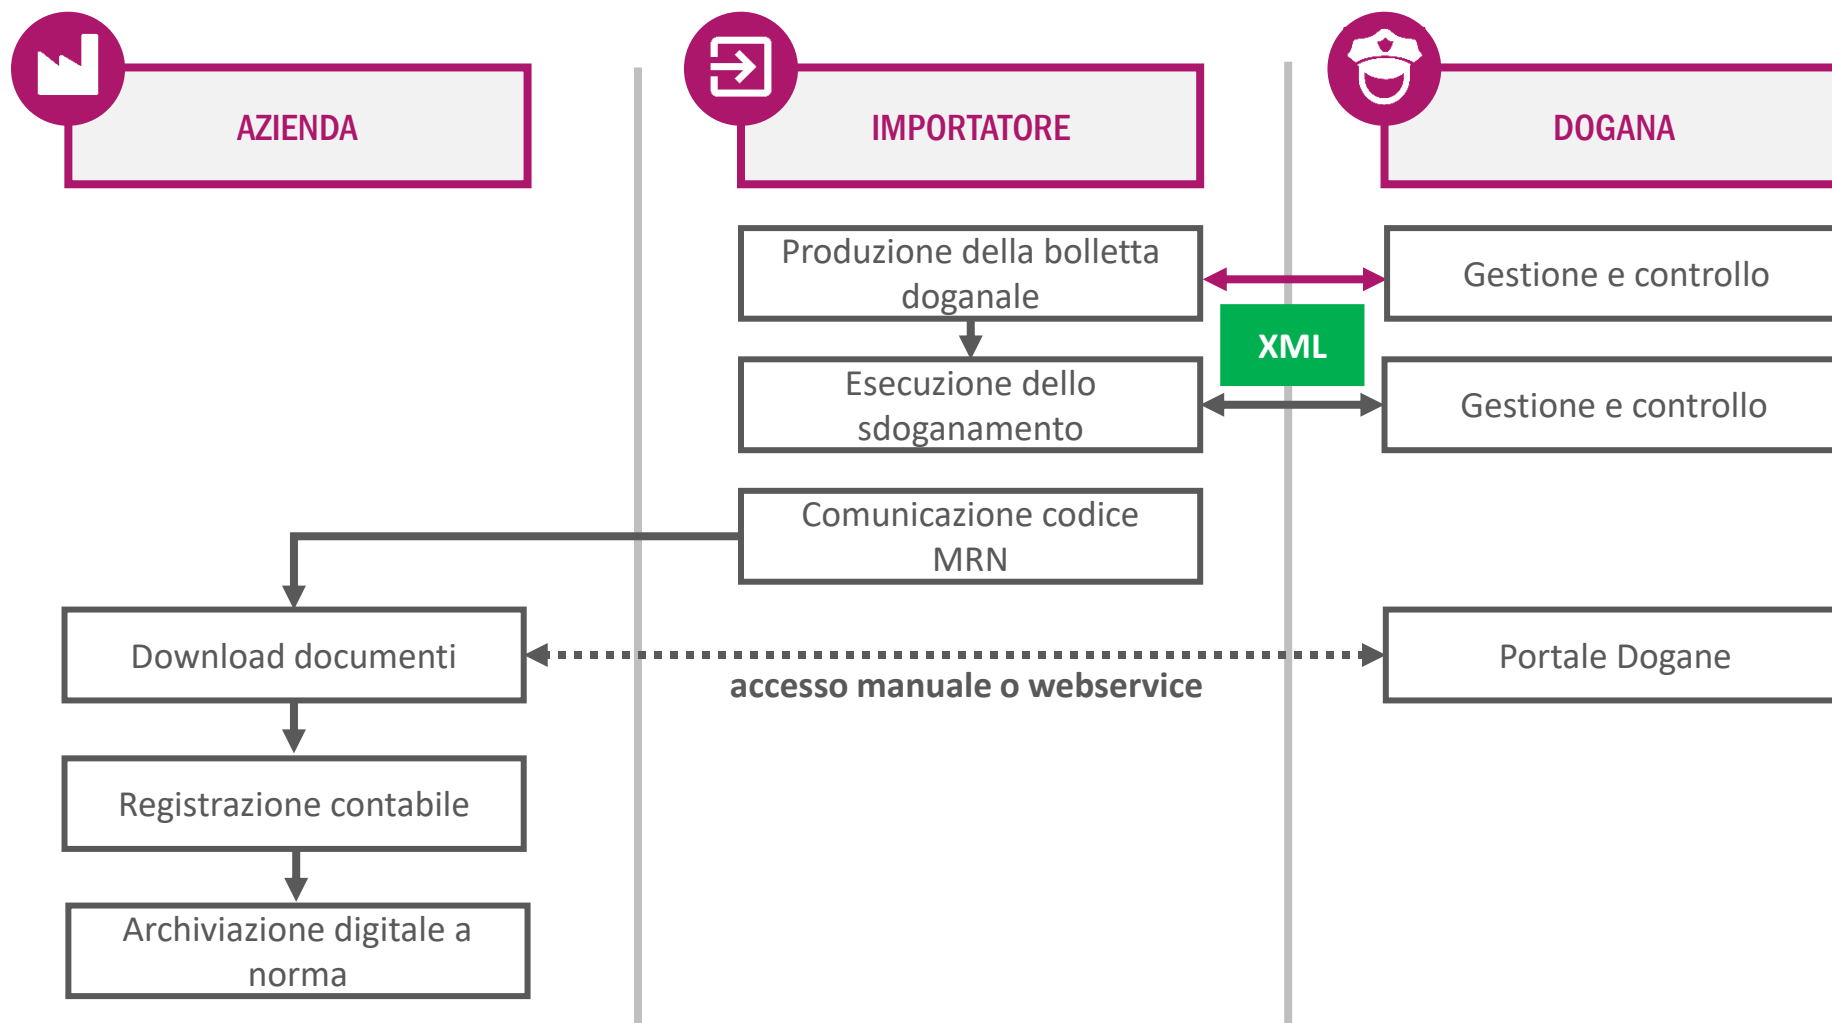 AZIENDA
IMPORTATORE
DOGANA
Produzione della bolletta
doganale
Gestione e controllo
XML
Esecuzione dello
sdoganamento
Gestione e controllo
Comunicazione codice
MRN
Download documenti
accesso manuale o webservice
Portale Dogane
Registrazione contabile
Archiviazione digitale a
norma